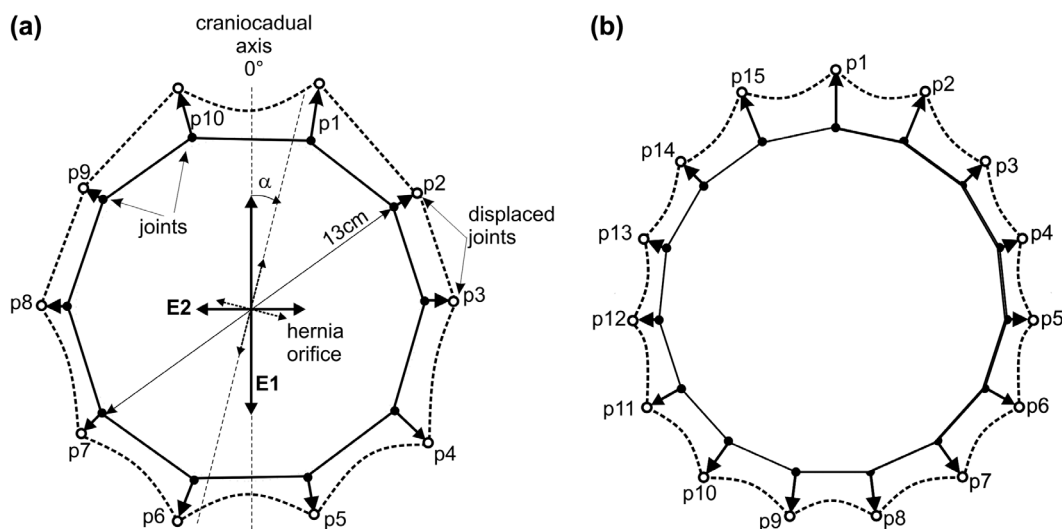 (a)
craniocadual
axis
0°
p10
p1
p9
p2
α
joints
13cm
displaced
joints
p8
E2
p3
hernia
orifice
E1
p7
p4
p6
p5
(b)
p1
p15
p2
p14
p3
p13
p4
p12
p5
p11
p6
p10
p7
p9
p8